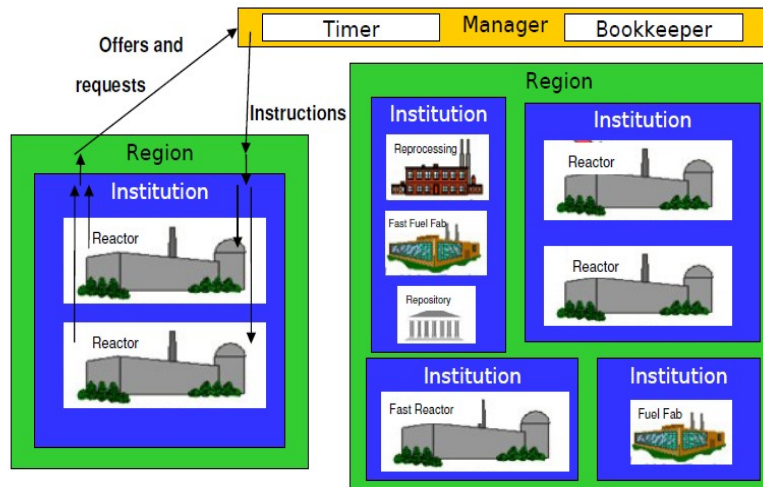 Timer
Manager
Bookkeeper
Offers and
requests
Instructions
Region
Institution
Reactor
Reactor
Region
Institution
Reprocessing
Fast Fuel Fab
Repository
Institution
Reactor
Reactor
Institution
Fast Reactor
Institution
Fuel Fab